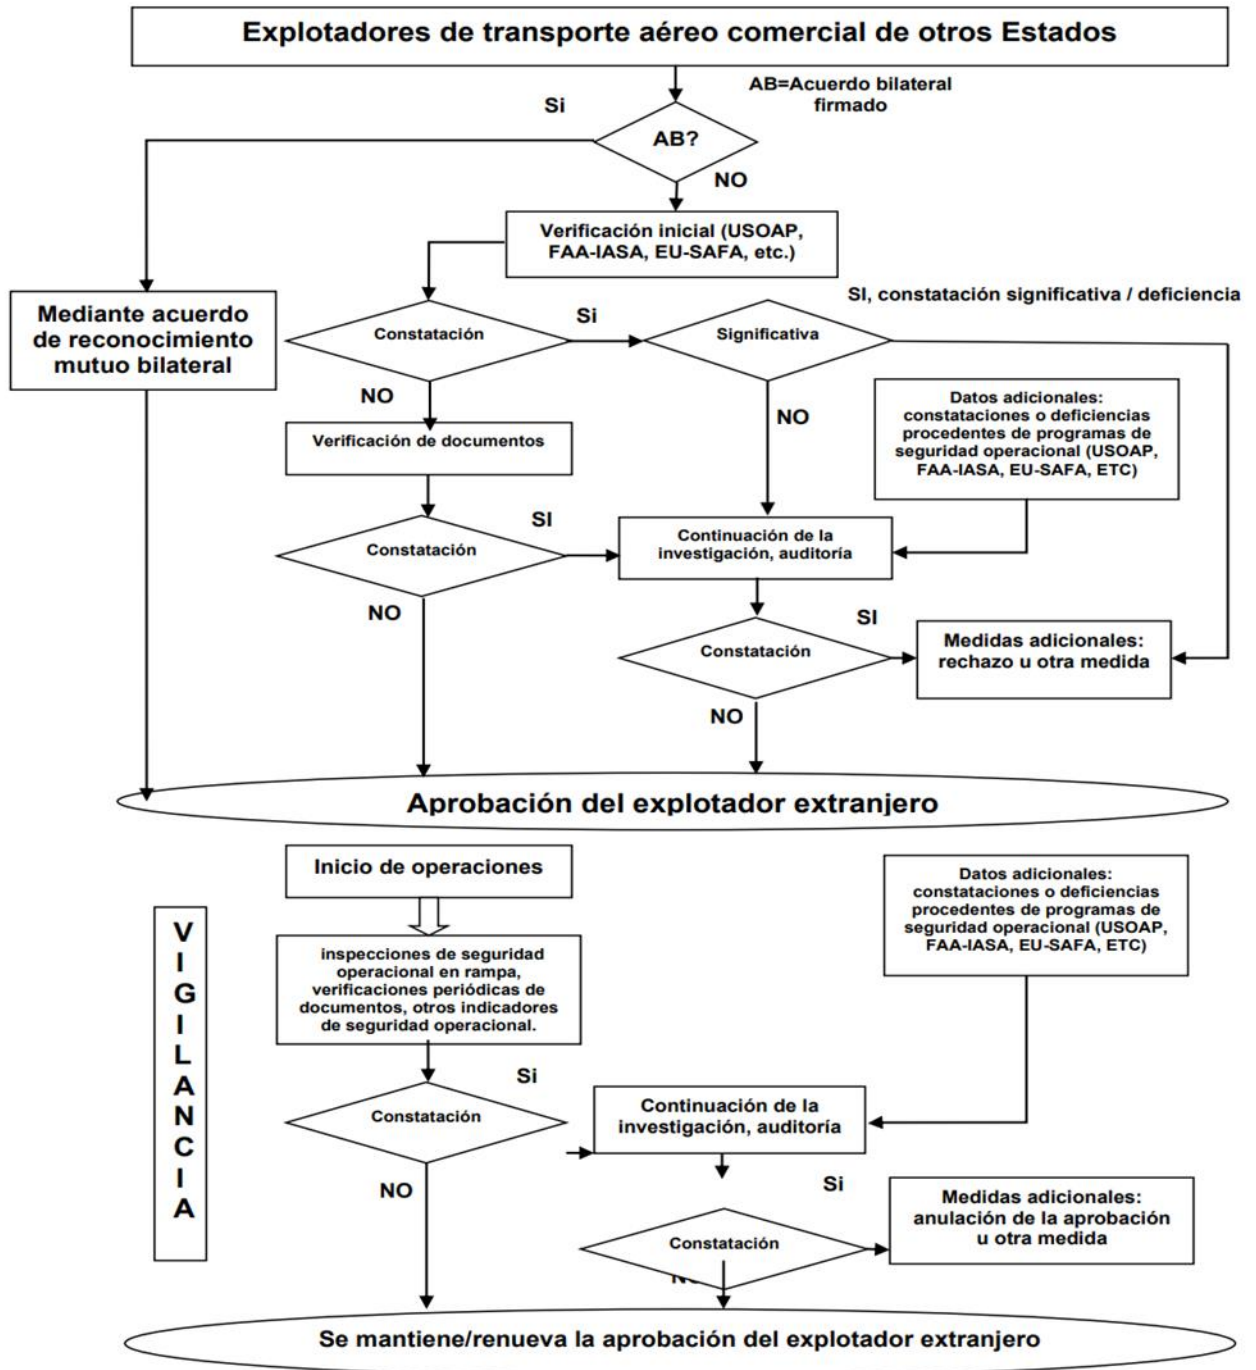 Explotadores de transporte aéreo comercial de otros Estados
AB=Acuerdo bilateral
firmado
Si
AB?
NO
Verificación inicial (USOAP,
FAA-IASA, EU-SAFA, etc.)
SI, constatación significativa / deficiencia
Mediante acuerdo
de reconocimiento
mutuo bilateral
Constatación
Si
Significativa
NO
NO
Datos adicionales:
constataciones o deficiencias
procedentes de programas de
seguridad operacional (USOAP,
FAA-IASA, EU-SAFA, ETC)
Verificación de documentos
Constatación
SI
Continuación de la
investigación, auditoría
NO
Constatación
SI
Medidas adicionales:
rechazo u otra medida
NO
Aprobación del explotador extranjero
Inicio de operaciones
Datos adicionales:
constataciones o deficiencias
procedentes de programas de
seguridad operacional (USOAP,
FAA-IASA, EU-SAFA, ETC)
VIGILANCIA
inspecciones de seguridad
operacional en rampa,
verificaciones periódicas de
documentos, otros indicadores
de seguridad operacional.
Si
Constatación
Continuación de la
investigación, auditoría
NO
Si
Medidas adicionales:
anulación de la aprobación
u otra medida
Constatación
Se mantiene/renueva la aprobación del explotador extranjero